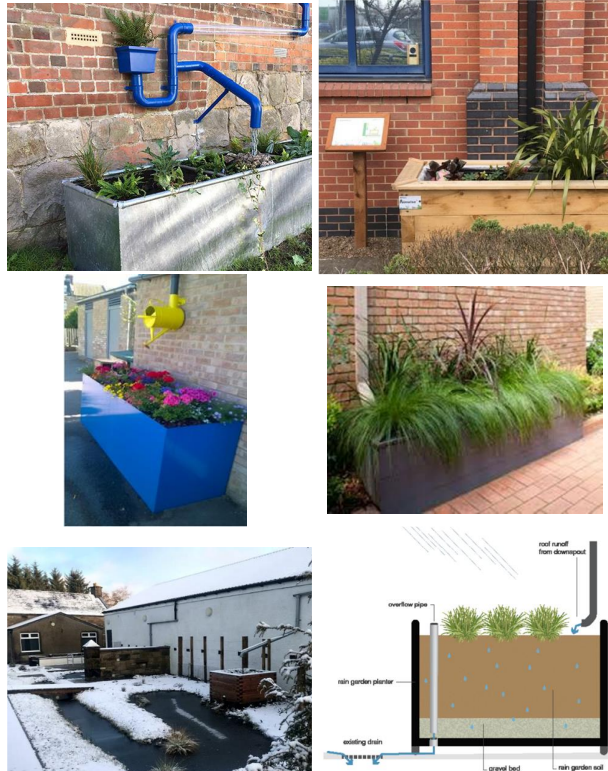 roof runoff
from downspout
overflow pipe
rain garden planter
existing drain
gravel bed
rain garden soil